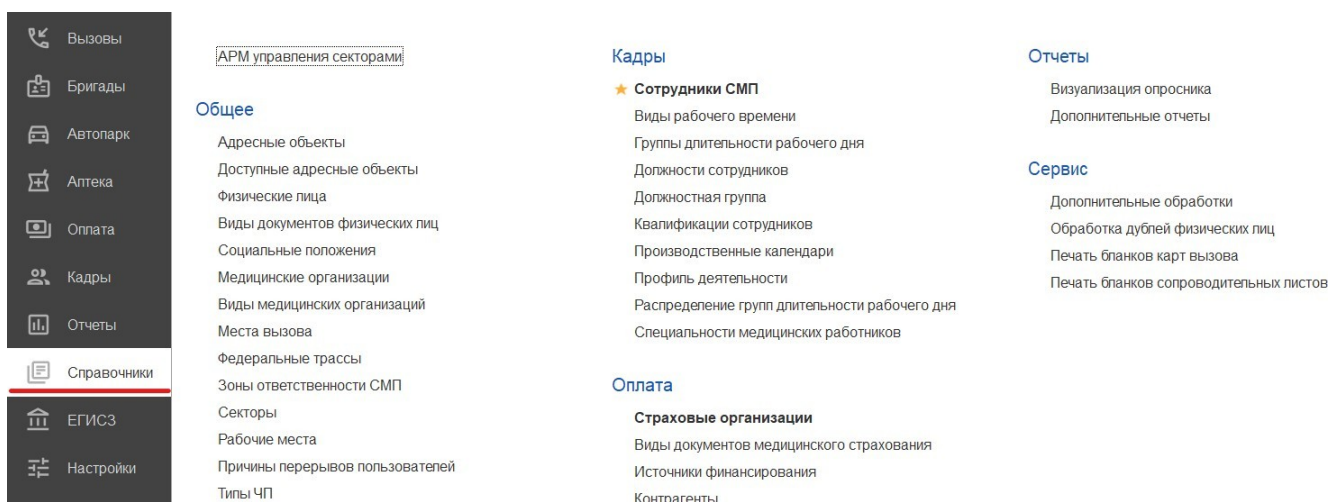 Вызовы
Бригады
Автопарк
Аптека
Оплата
Кадры
Отчеты
Справочники
ЕГИСЗ
Настройки
АРМ управления секторами
Общее
Адресные объекты
Доступные адресные объекты
Физические лица
Виды документов физических лиц
Социальные положения
Медицинские организации
Виды медицинских организаций
Места вызова
Федеральные трассы
Зоны ответственности СМП
Секторы
Рабочие места
Причины перерывов пользователей
Типы ЧП
Кадры
Сотрудники СМП
Виды рабочего времени
Группы длительности рабочего дня
Должности сотрудников
Должностная группа
Квалификации сотрудников
Производственные календари
Профиль деятельности
Распределение групп длительности рабочего дня
Специальности медицинских работников
Оплата
Страховые организации
Виды документов медицинского страхования
Источники финансирования
Контрагенты
Отчеты
Визуализация опросника
Дополнительные отчеты
Сервис
Дополнительные обработки
Обработка дублей физических лиц
Печать бланков карт вызова
Печать бланков сопроводительных листов